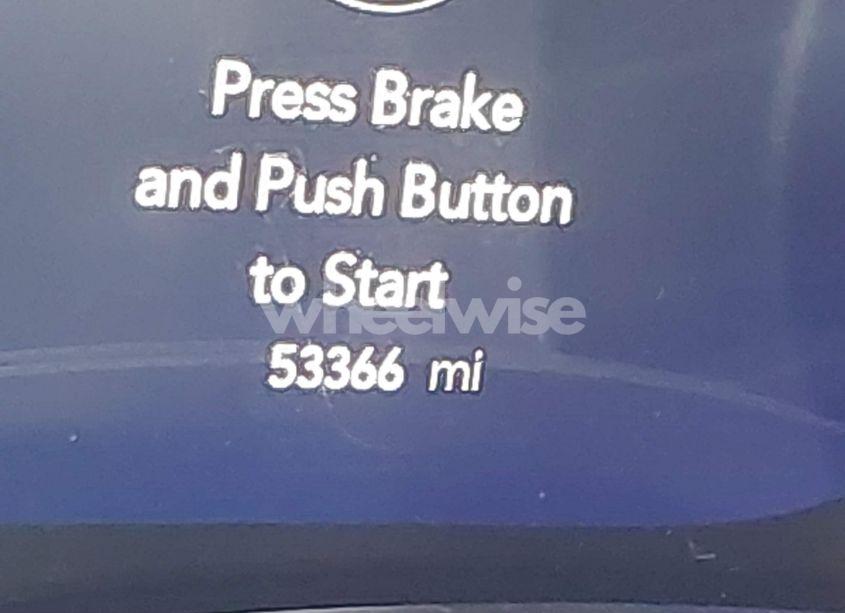 Press Brake
and Push Button
to Start
wheelwise
53366 mi